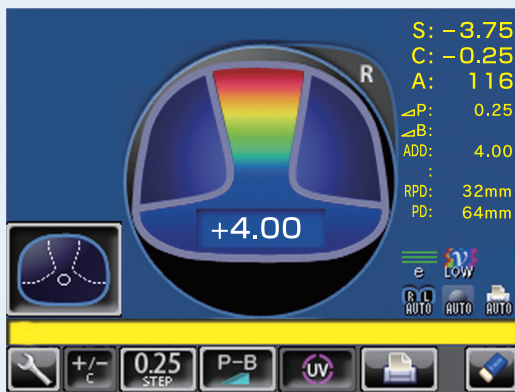 S: −3.75
C: −0.25
A: 116
⊿P: 0.25
⊿B:
ADD: 4.00
:
RPD: 32mm
PD: 64mm
R
+4.00
e LOW
R L AUTO AUTO AUTO
+/− C
0.25 STEP
P−B
UV